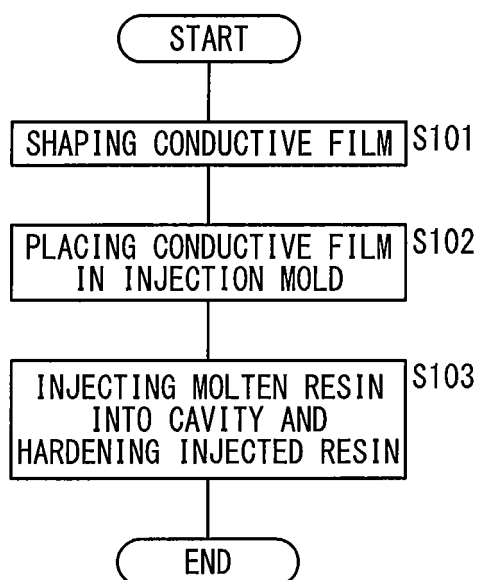 START
SHAPING CONDUCTIVE FILM S101
PLACING CONDUCTIVE FILM S102
IN INJECTION MOLD
INJECTING MOLTEN RESIN S103
INTO CAVITY AND
HARDENING INJECTED RESIN
END